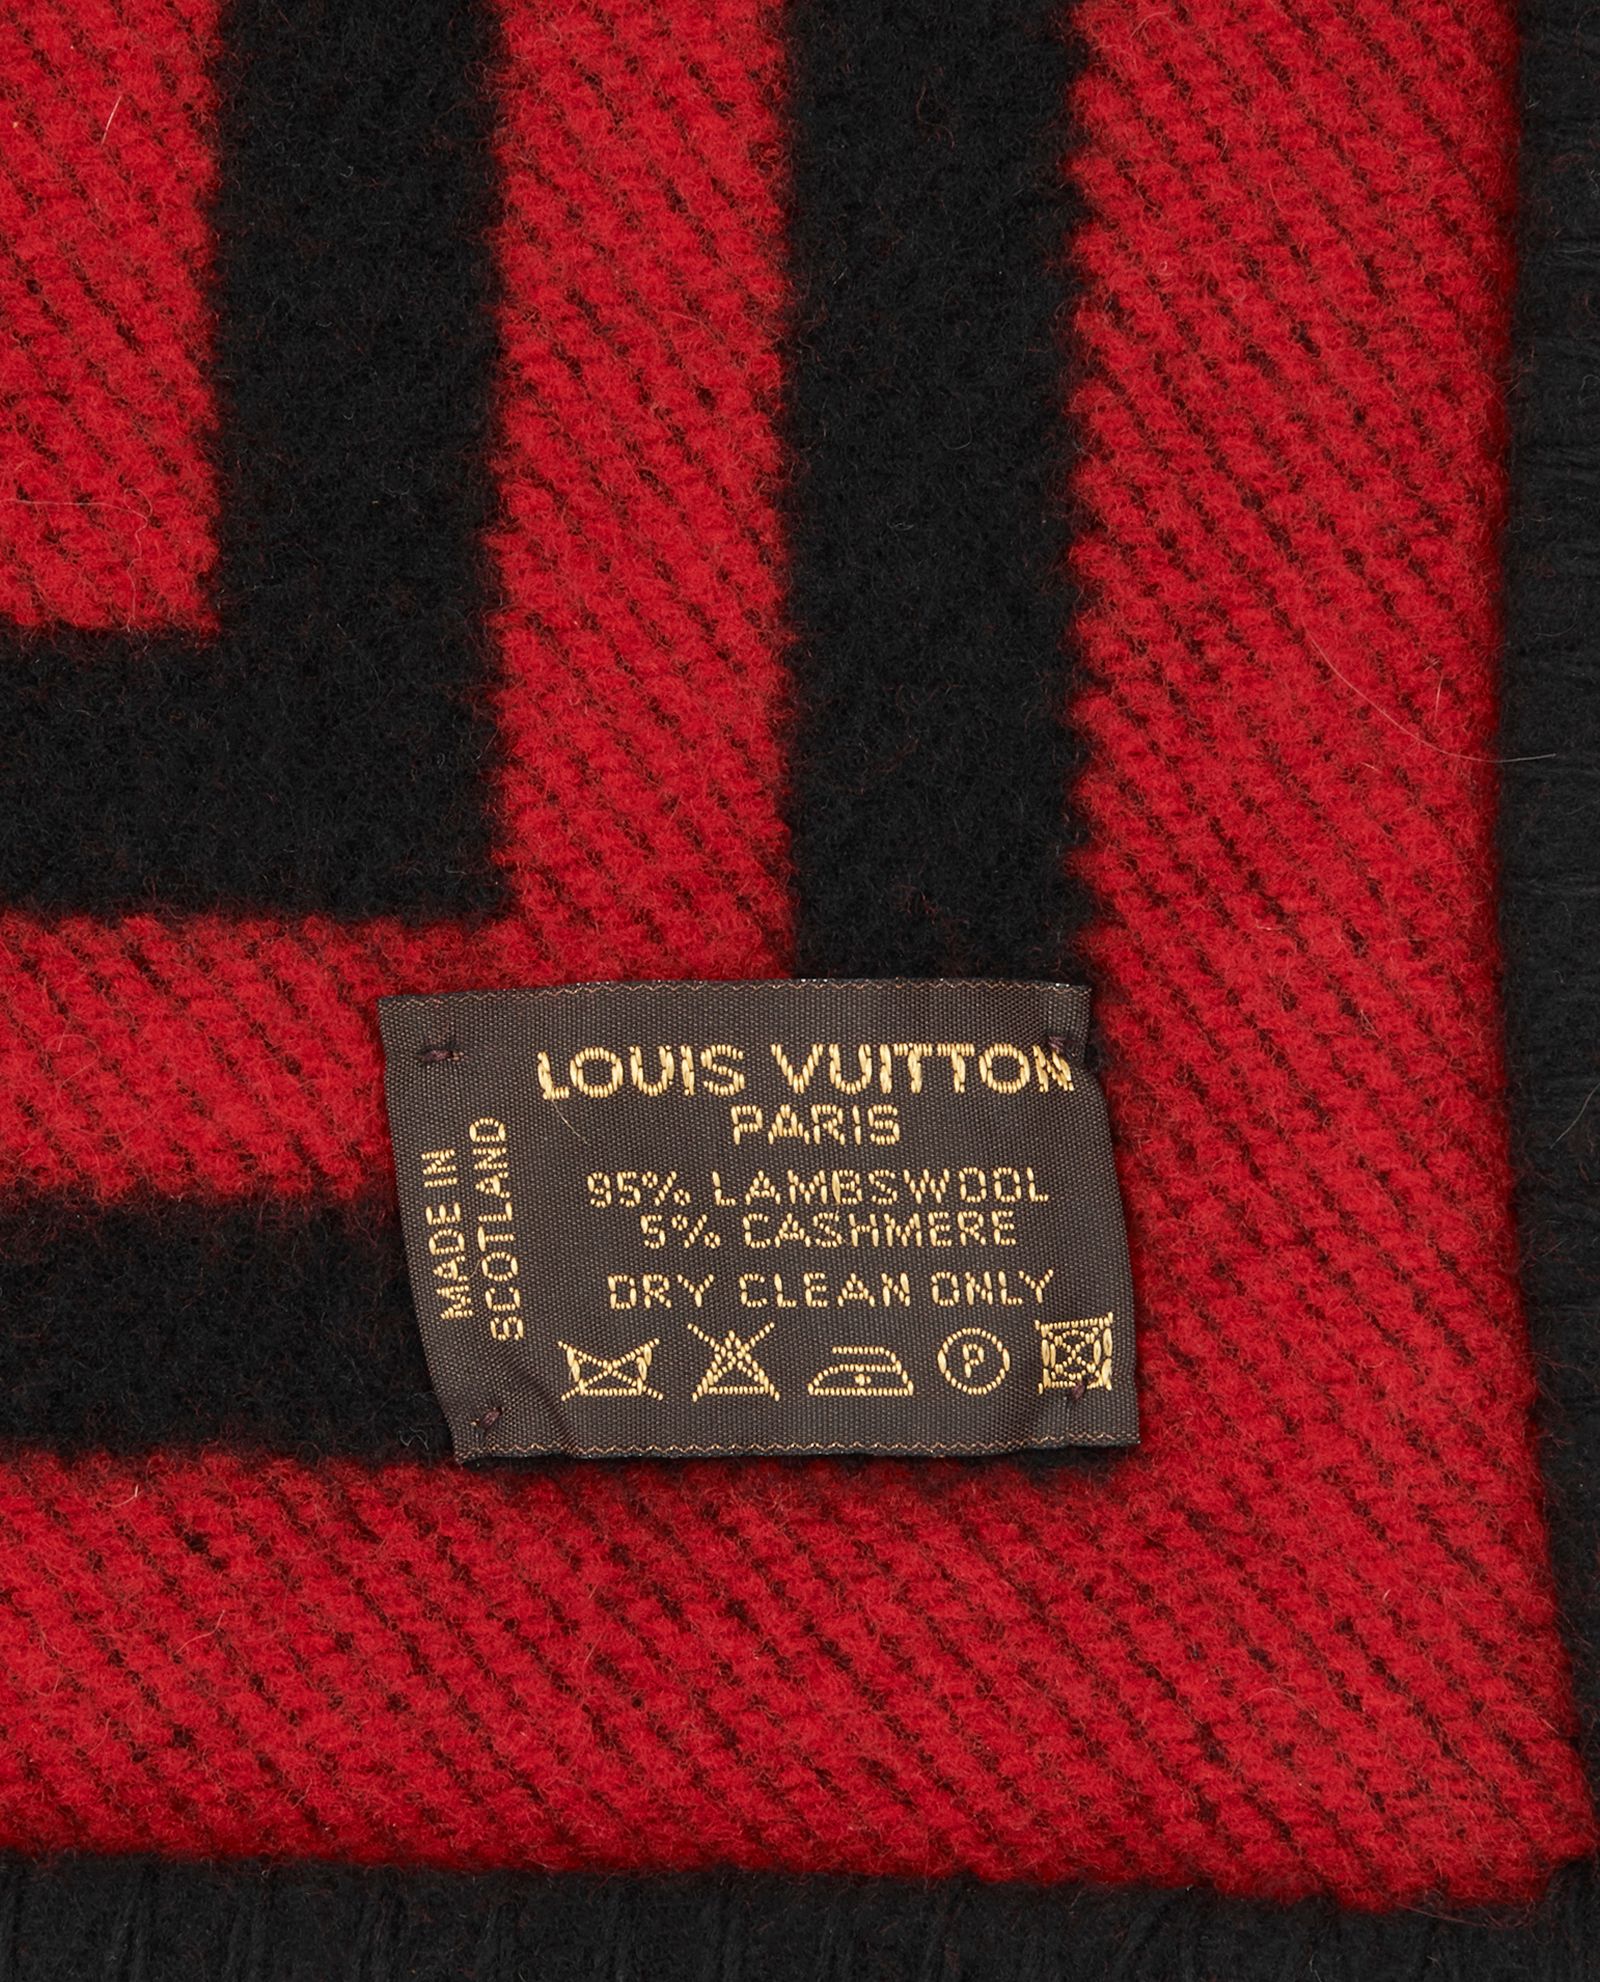 LOUIS VUITTON
PARIS
95% LAMBSWOOL
5% CASHMERE
DRY CLEAN ONLY
P
MADE IN
SCOTLAND